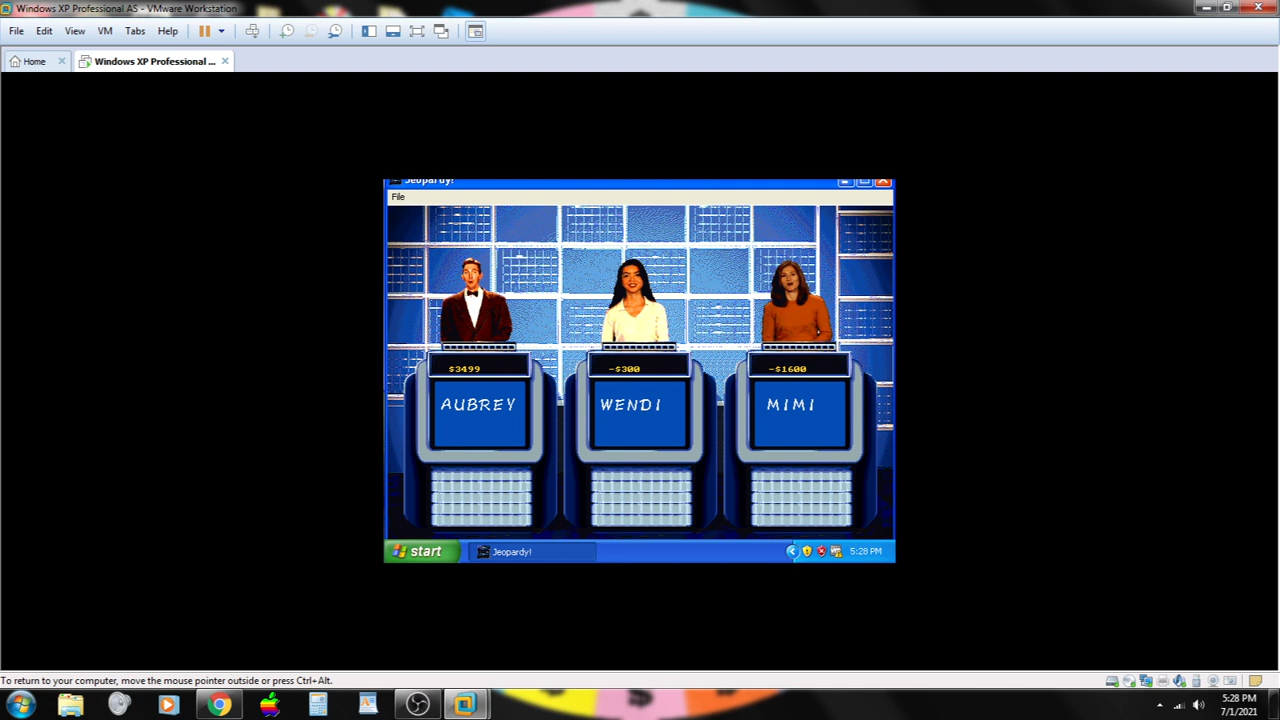 Windows XP Professional AS - VMware Workstation
File Edit View VM Tabs Help
Home Windows XP Professional ...
Jeopardy!
File
$3499 -$300 -$1600
AUBREY WENDI MIMI
start Jeopardy! 5:28 PM
To return to your computer, move the mouse pointer outside or press Ctrl+Alt.
5:28 PM
7/1/2021